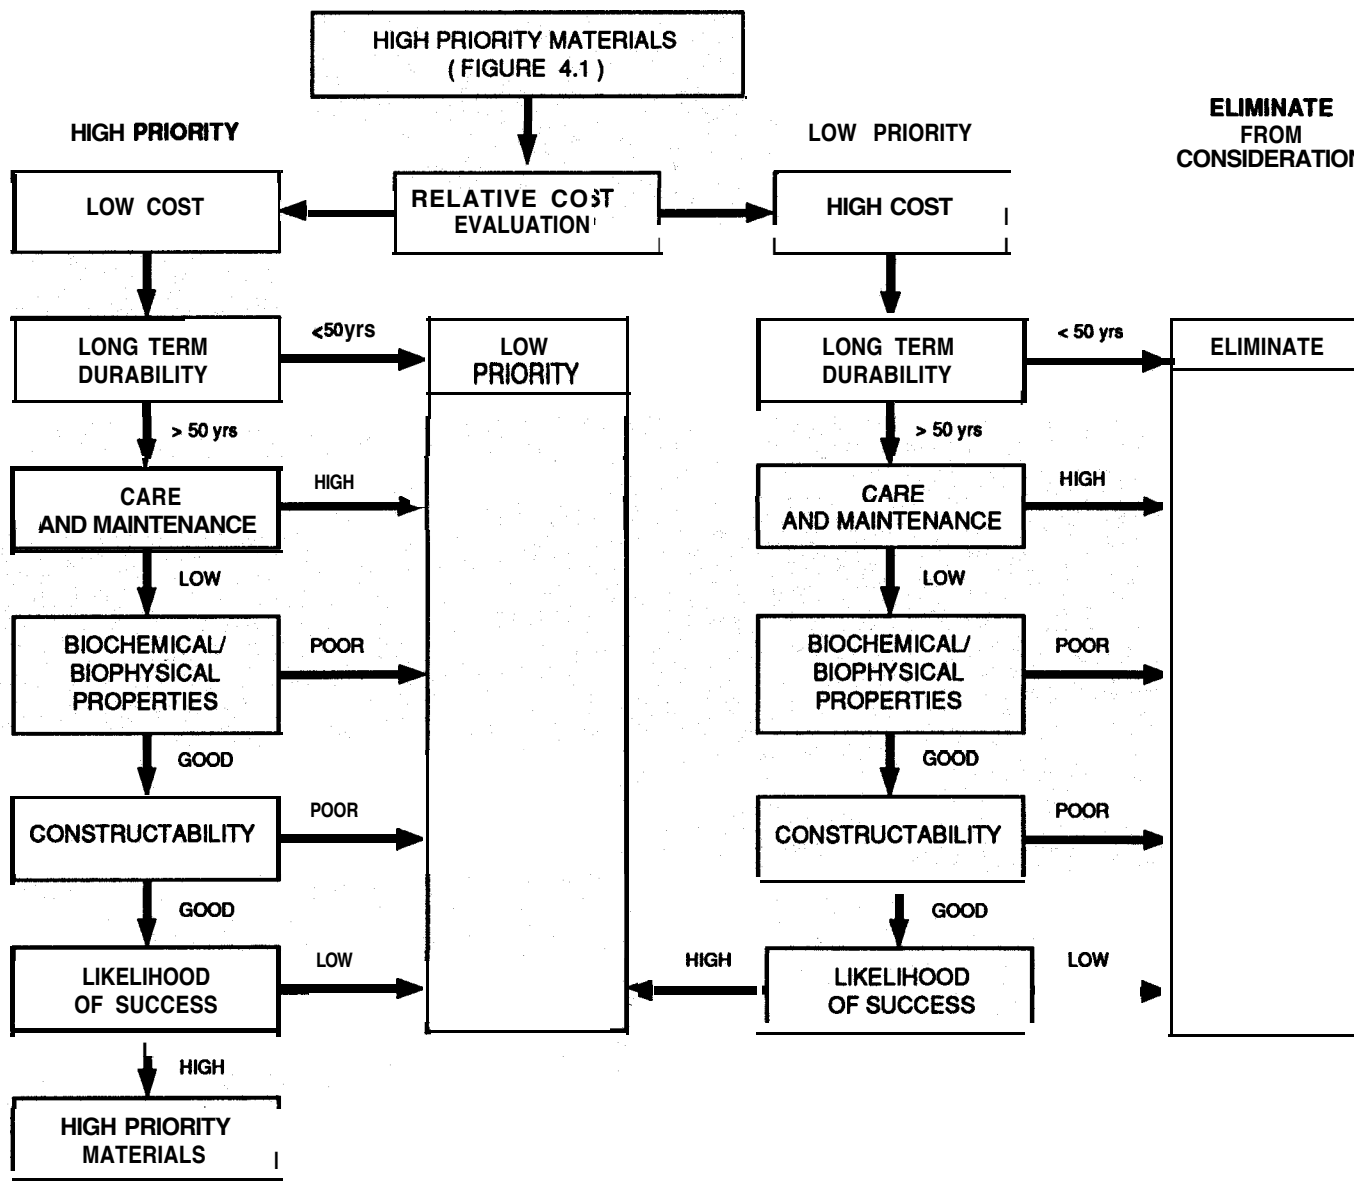 HIGH PRIORITY MATERIALS
( FIGURE 4.1 )
HIGH PRIORITY
LOW PRIORITY
ELIMINATE
FROM
CONSIDERATION
LOW COST
RELATIVE COST
EVALUATION
HIGH COST
LONG TERM
DURABILITY
<50yrs
LOW
PRIORITY
LONG TERM
DURABILITY
< 50 yrs
ELIMINATE
> 50 yrs
> 50 yrs
CARE
AND MAINTENANCE
HIGH
CARE
AND MAINTENANCE
HIGH
LOW
LOW
BIOCHEMICAL/
BIOPHYSICAL
PROPERTIES
POOR
BIOCHEMICAL/
BIOPHYSICAL
PROPERTIES
POOR
GOOD
GOOD
CONSTRUCTABILITY
POOR
CONSTRUCTABILITY
POOR
GOOD
GOOD
LIKELIHOOD
OF SUCCESS
LOW
HIGH
LIKELIHOOD
OF SUCCESS
LOW
HIGH
HIGH PRIORITY
MATERIALS